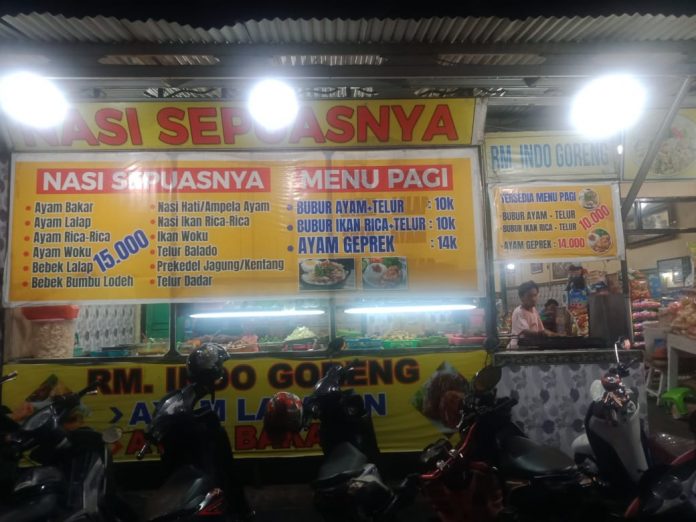 NASI SEPUASNYA
NASI SEPUASNYA
• Ayam Bakar
• Ayam Lalap
• Ayam Rica-Rica
• Ayam Woku
• Bebek Lalap
• Bebek Bumbu Lodeh
15.000
• Nasi Hati/Ampela Ayam
• Nasi Ikan Rica-Rica
• Ikan Woku
• Telur Balado
• Prekedel Jagung/Kentang
• Telur Dadar
MENU PAGI
• BUBUR AYAM-TELUR : 10k
• BUBUR IKAN RICA-TELUR : 10k
• AYAM GEPREK : 14k
RM. INDO GORENG
TERSEDIA MENU PAGI
• BUBUR AYAM - TELUR
• BUBUR IKAN RICA - TELUR
10.000
• AYAM GEPREK : 14.000
RM. INDO GORENG
AYAM
BAKAR